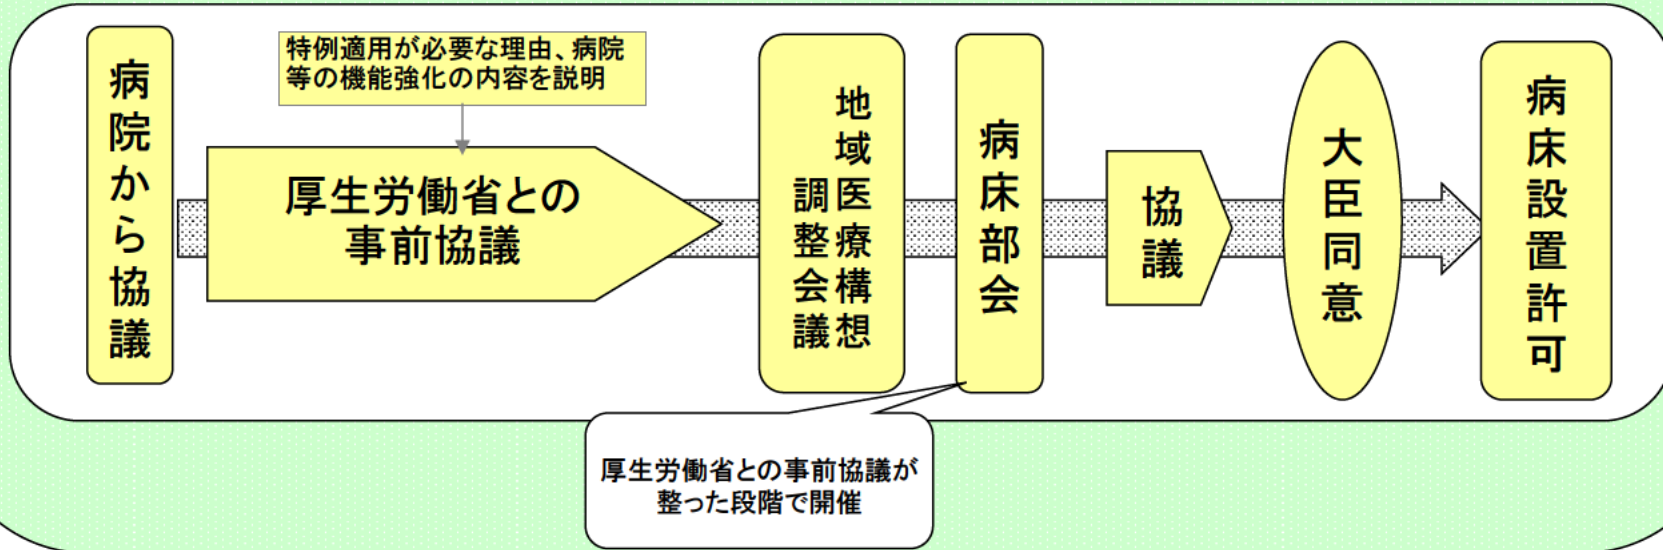 病院から協議
特例適用が必要な理由、病院
等の機能強化の内容を説明
厚生労働省との
事前協議
地域医療構想
調整会議
病床部会
協議
大臣同意
病床設置許可
厚生労働省との事前協議が
整った段階で開催